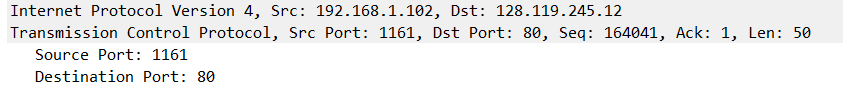 Internet Protocol Version 4, Src: 192.168.1.102, Dst: 128.119.245.12
Transmission Control Protocol, Src Port: 1161, Dst Port: 80, Seq: 164041, Ack: 1, Len: 50
Source Port: 1161
Destination Port: 80